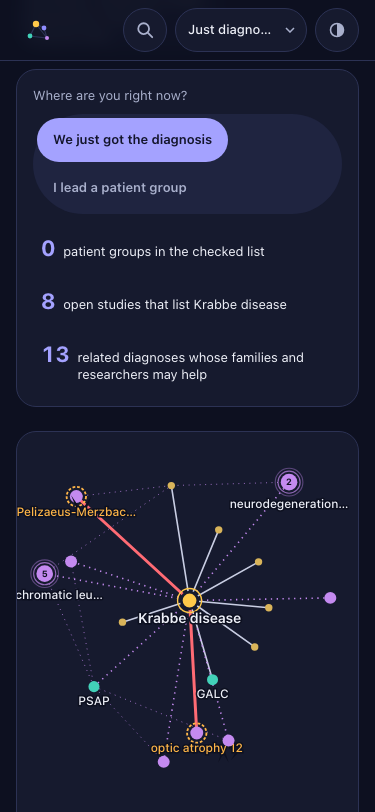 Just diagno...
Where are you right now?
We just got the diagnosis
I lead a patient group
0 patient groups in the checked list
8 open studies that list Krabbe disease
13 related diagnoses whose families and
researchers may help
2
Pelizaeus-Merzbac...
neurodegeneration...
5
chromatic leu...
Krabbe disease
PSAP
GALC
optic atrophy 12